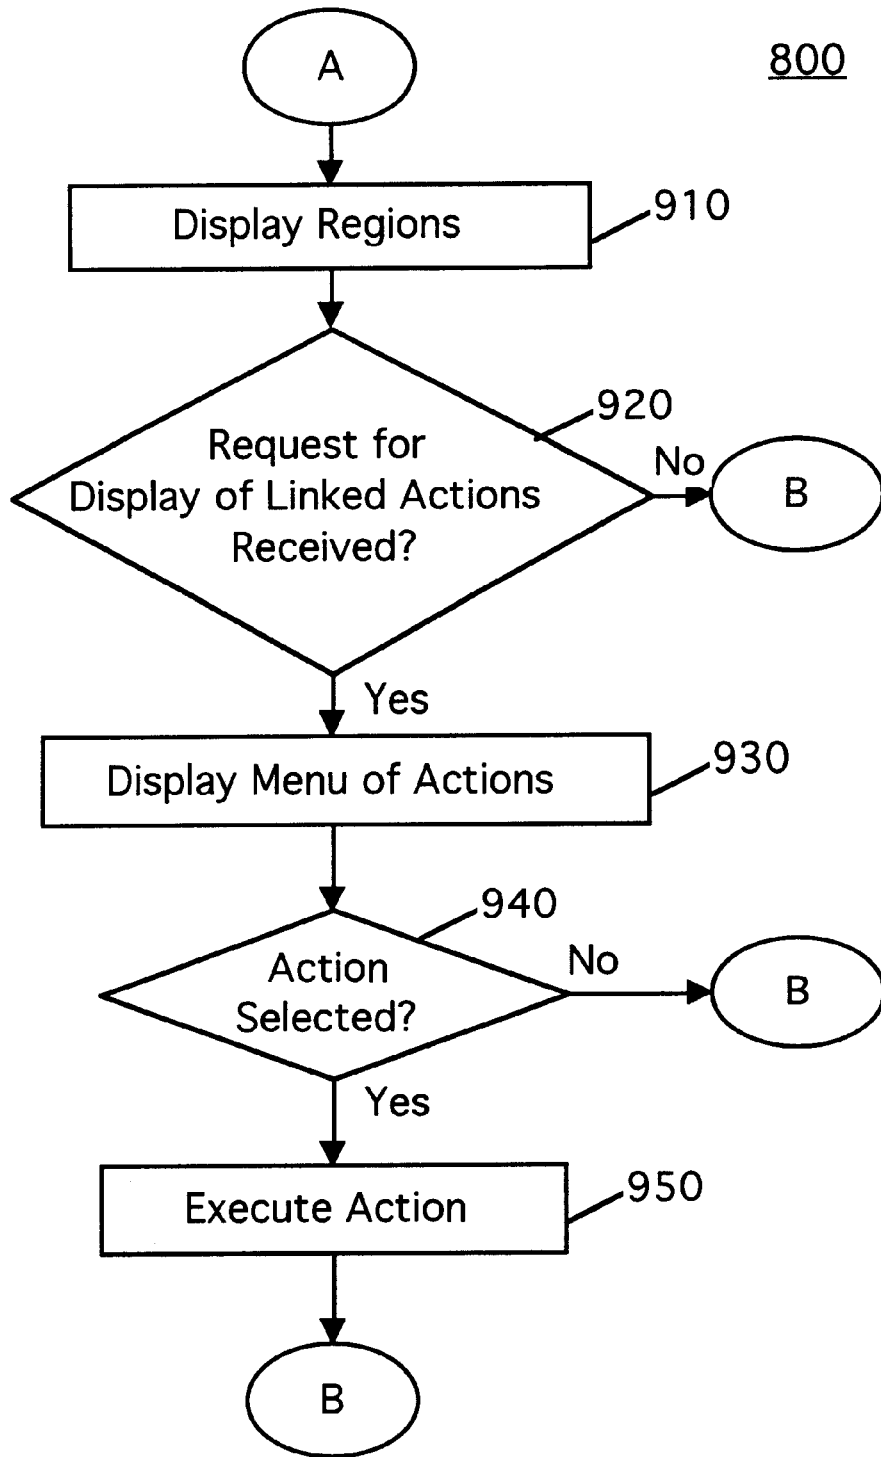 A
800
Display Regions
910
920
Request for
Display of Linked Actions
Received?
No
B
Yes
Display Menu of Actions
930
940
Action
Selected?
No
B
Yes
Execute Action
950
B